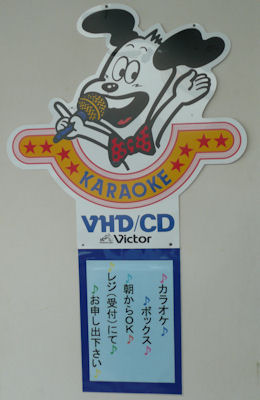 KARAOKE
VHD/CD
Victor
♪カラオケ♪
♪ボックス♪
♪朝からOK♪
♪レジ(受付)にて♪
♪お申し出下さい♪